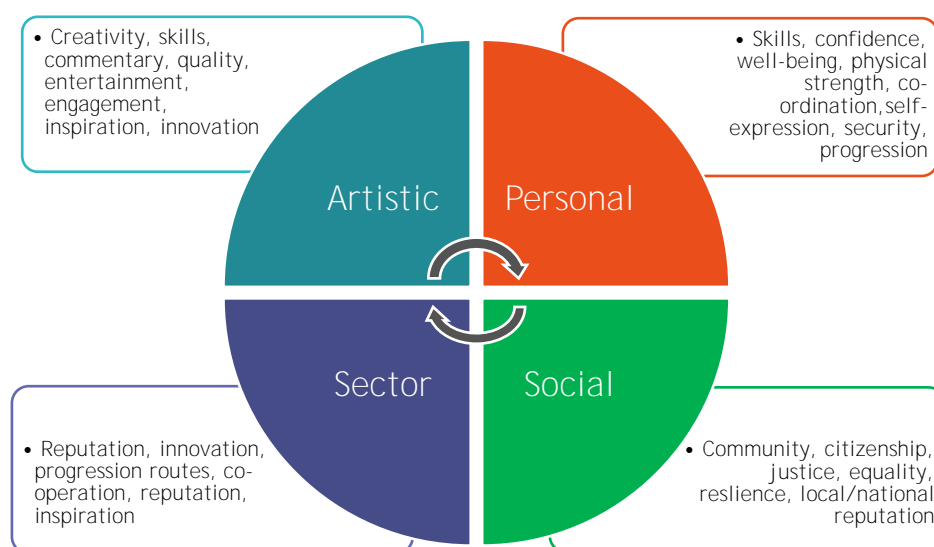 • Creativity, skills,
commentary, quality,
entertainment,
engagement,
inspiration, innovation
• Skills, confidence,
well-being, physical
strength, co-
ordination,self-
expression, security,
progression
Artistic
Personal
Sector
Social
• Reputation, innovation,
progression routes, co-
operation, reputation,
inspiration
• Community, citizenship,
justice, equality,
reslience, local/national
reputation